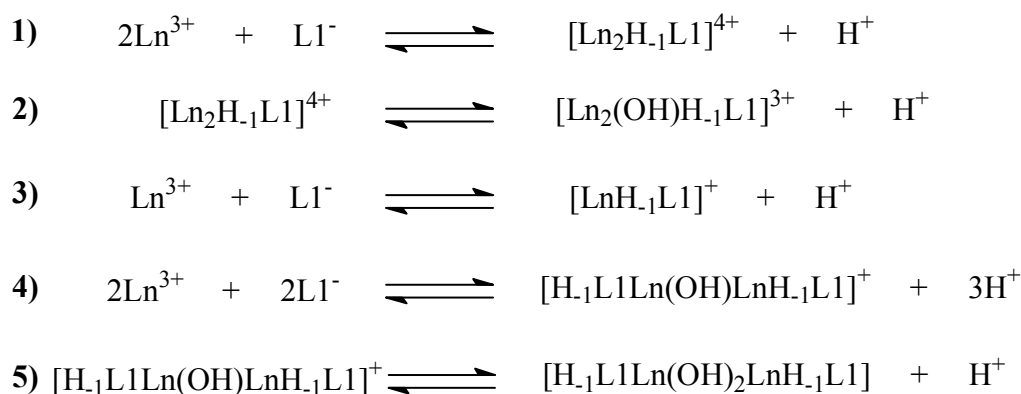 1) 2Ln³⁺ + L1⁻ ⇌ [Ln₂H₋₁L1]⁴⁺ + H⁺
2) [Ln₂H₋₁L1]⁴⁺ ⇌ [Ln₂(OH)H₋₁L1]³⁺ + H⁺
3) Ln³⁺ + L1⁻ ⇌ [LnH₋₁L1]⁺ + H⁺
4) 2Ln³⁺ + 2L1⁻ ⇌ [H₋₁L1Ln(OH)LnH₋₁L1]⁺ + 3H⁺
5) [H₋₁L1Ln(OH)LnH₋₁L1]⁺ ⇌ [H₋₁L1Ln(OH)₂LnH₋₁L1] + H⁺